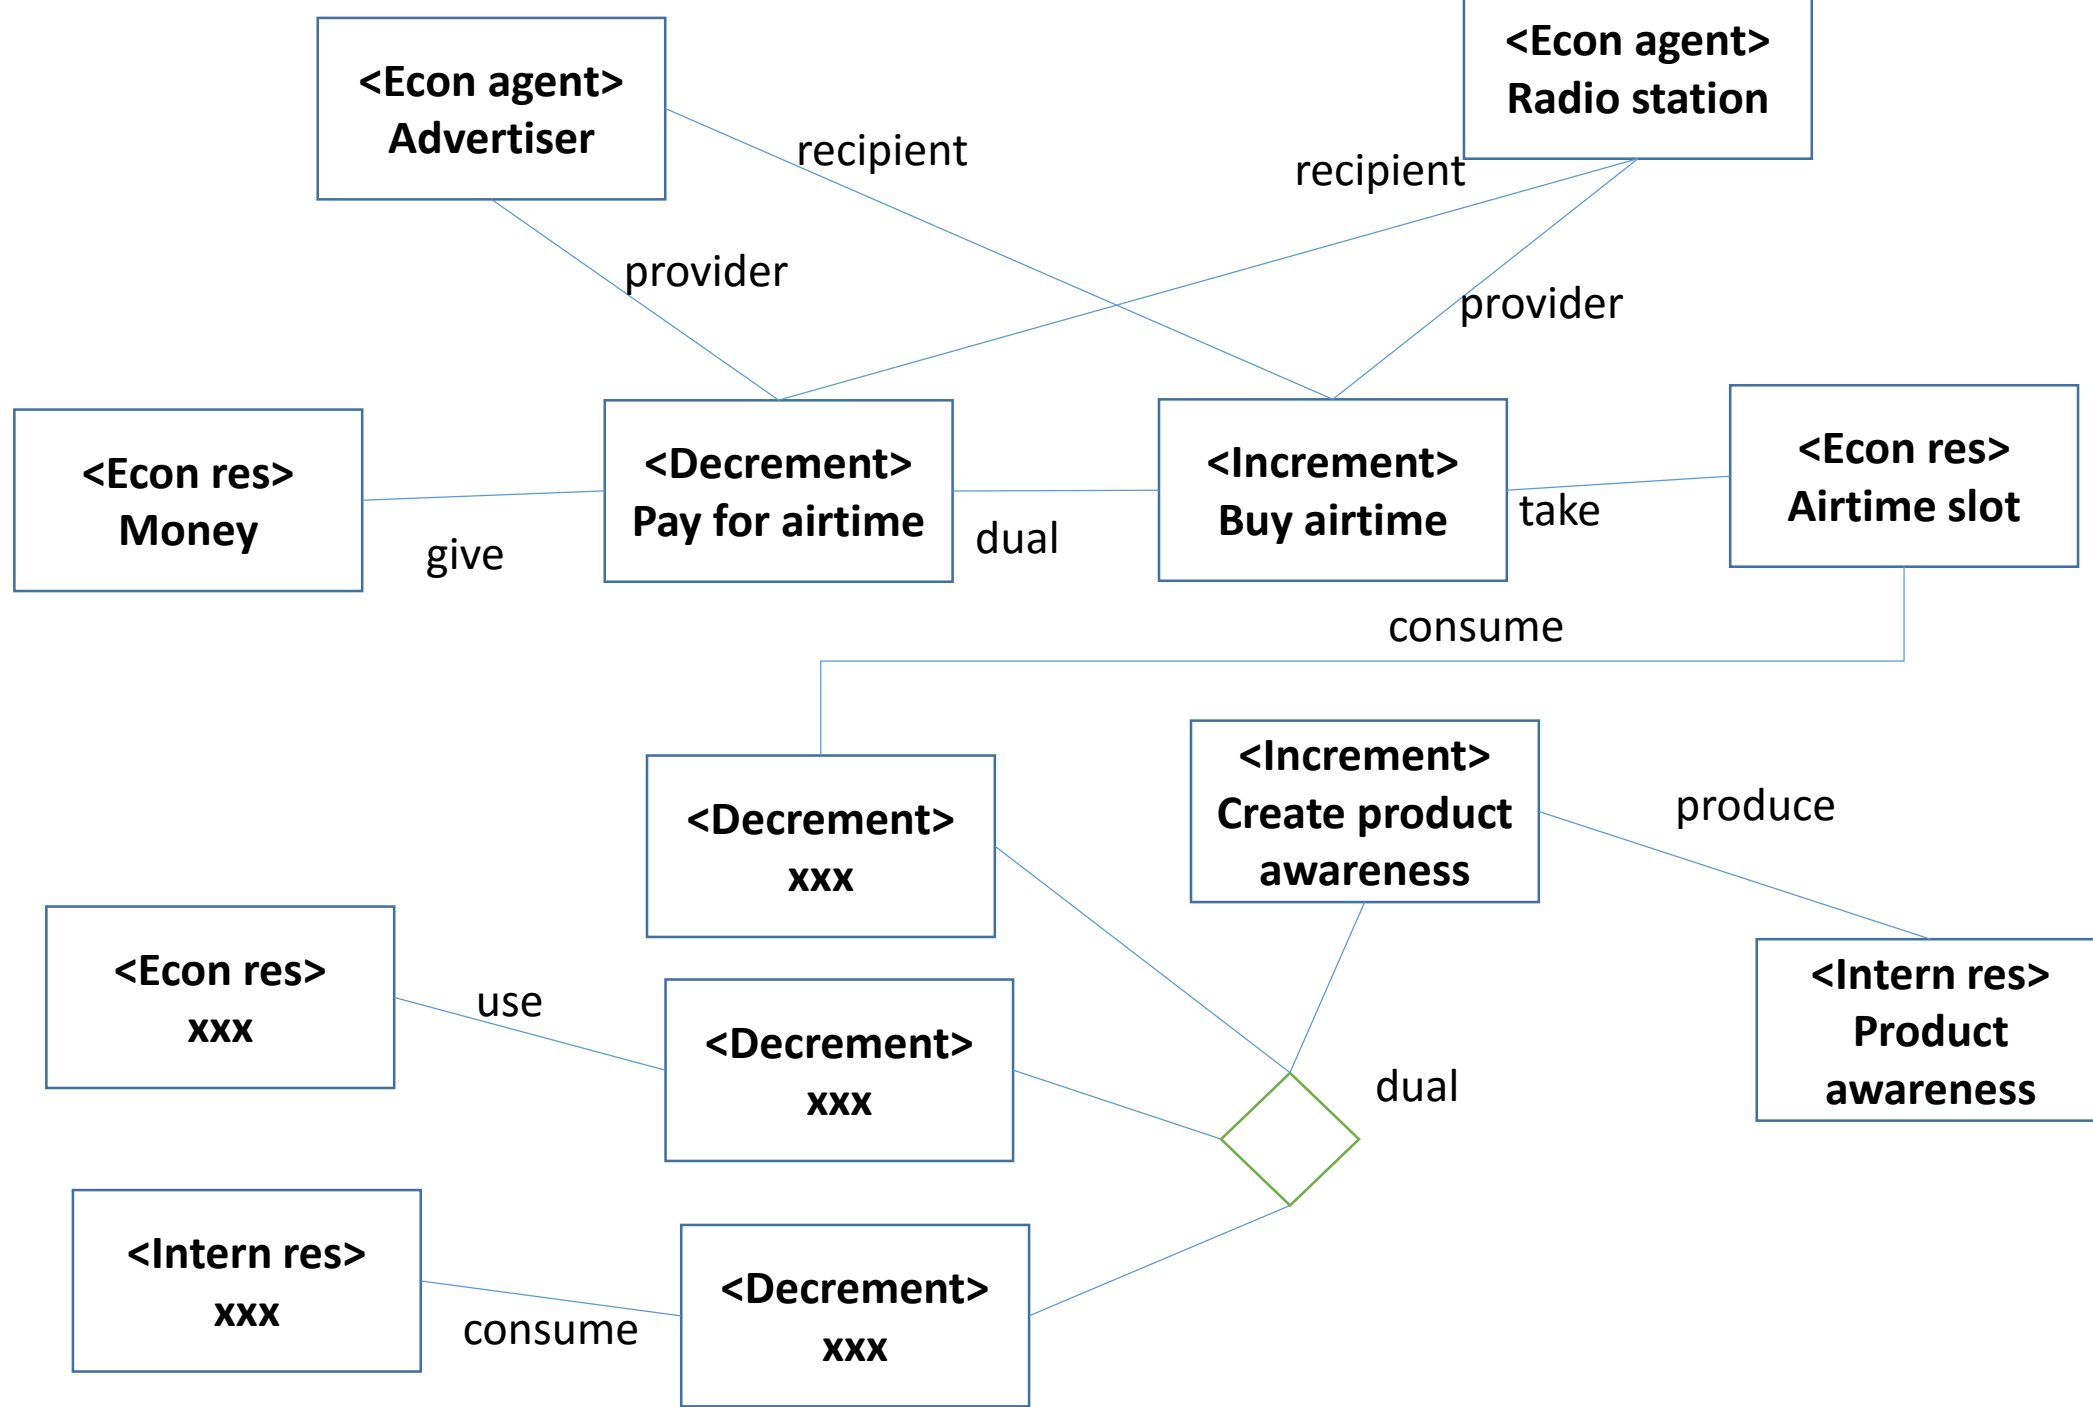 <Econ agent>
Advertiser
<Econ agent>
Radio station
recipient
recipient
provider
provider
<Econ res>
Money
give
<Decrement>
Pay for airtime
dual
<Increment>
Buy airtime
take
<Econ res>
Airtime slot
consume
<Decrement>
xxx
<Increment>
Create product
awareness
produce
<Econ res>
xxx
use
<Decrement>
xxx
dual
<Intern res>
Product
awareness
<Intern res>
xxx
consume
<Decrement>
xxx